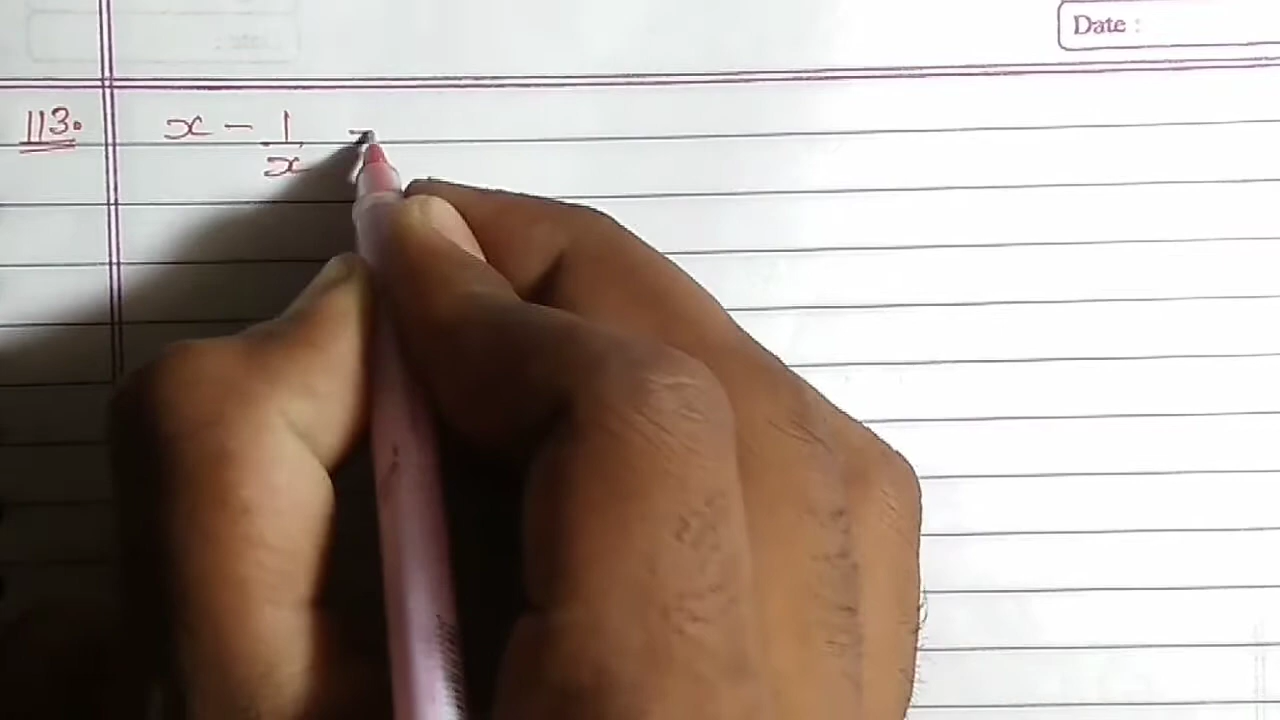 Date :
113. x - 1/x